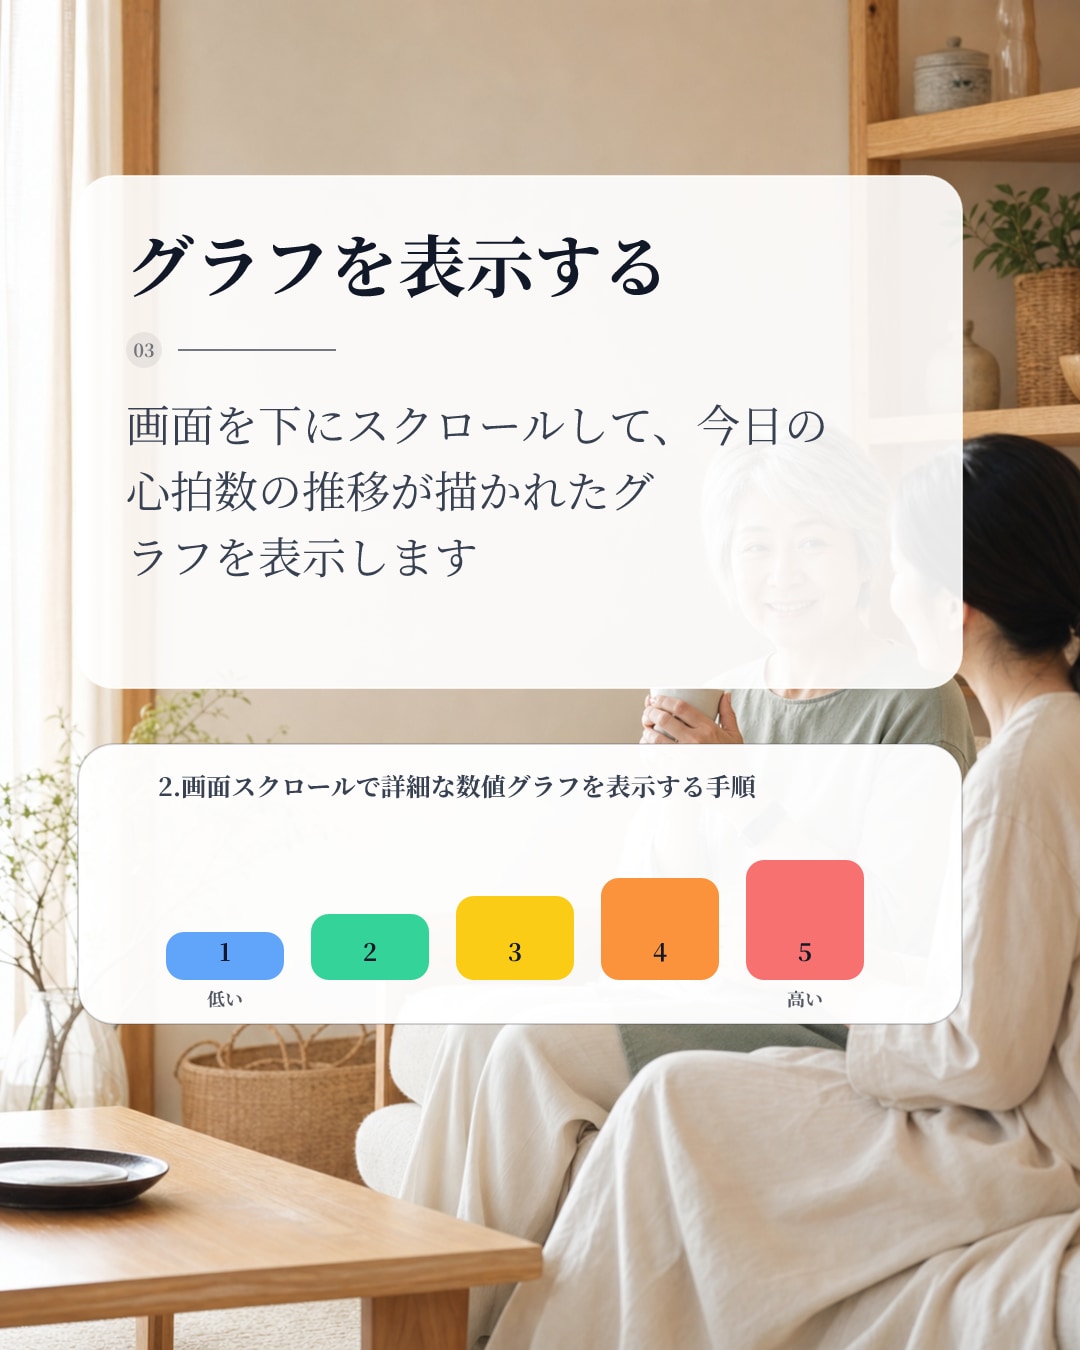 グラフを表示する
03
画面を下にスクロールして、今日の
心拍数の推移が描かれたグ
ラフを表示します
2.画面スクロールで詳細な数値グラフを表示する手順
1 2 3 4 5
低い 高い